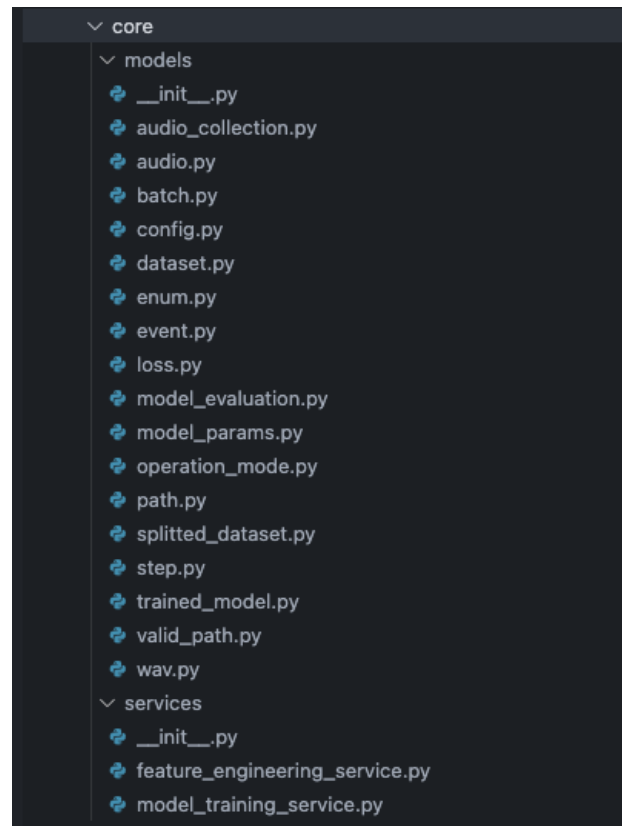 core
models
__init__.py
audio_collection.py
audio.py
batch.py
config.py
dataset.py
enum.py
event.py
loss.py
model_evaluation.py
model_params.py
operation_mode.py
path.py
splitted_dataset.py
step.py
trained_model.py
valid_path.py
wav.py
services
__init__.py
feature_engineering_service.py
model_training_service.py